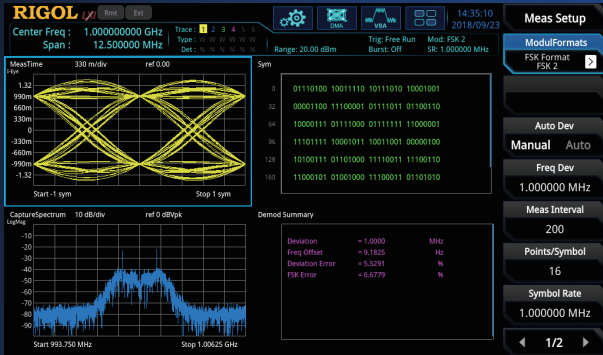 RIGOL LXI Rmt Ext
DMA VSA
14:35:10
2018/09/23
Center Freq : 1.00000000 GHz
Span : 12.500000 MHz
Trace : 1 2 3 4 5 6
Type : W W W W W W
Det : N N N N N N
Range: 20.00 dBm
Trig: Free Run Mod: FSK 2
Burst: Off SR: 1.000000 MHz
MeasTime 330 m/div ref 0.00
I-Eye
1.32
990m
660m
330m
0
-330m
-660m
-990m
-1.32
Start -1 sym Stop 1 sym
Sym
0 01110100 10011110 10111010 10001001
32 00001100 11100001 01111011 01100110
64 10000111 01111000 01111111 11000001
96 11101111 10001011 10011001 00000100
128 10100111 01101000 11110011 11100110
160 11000101 01001000 11100011 01101010
CaptureSpectrum 10 dB/div ref 0 dBVpk
LogMag
-10
-20
-30
-40
-50
-60
-70
-80
-90
Start 993.750 MHz Stop 1.00625 GHz
Demod Summary
Deviation = 1.0000 MHz
Freq Offset = 9.1825 Hz
Deviation Error = 5.5291 %
FSK Error = 6.6779 %
Meas Setup
ModulFormats
FSK Format
FSK 2
Auto Dev
Manual Auto
Freq Dev
1.000000 MHz
Meas Interval
200
Points/Symbol
16
Symbol Rate
1.000000 MHz
1/2